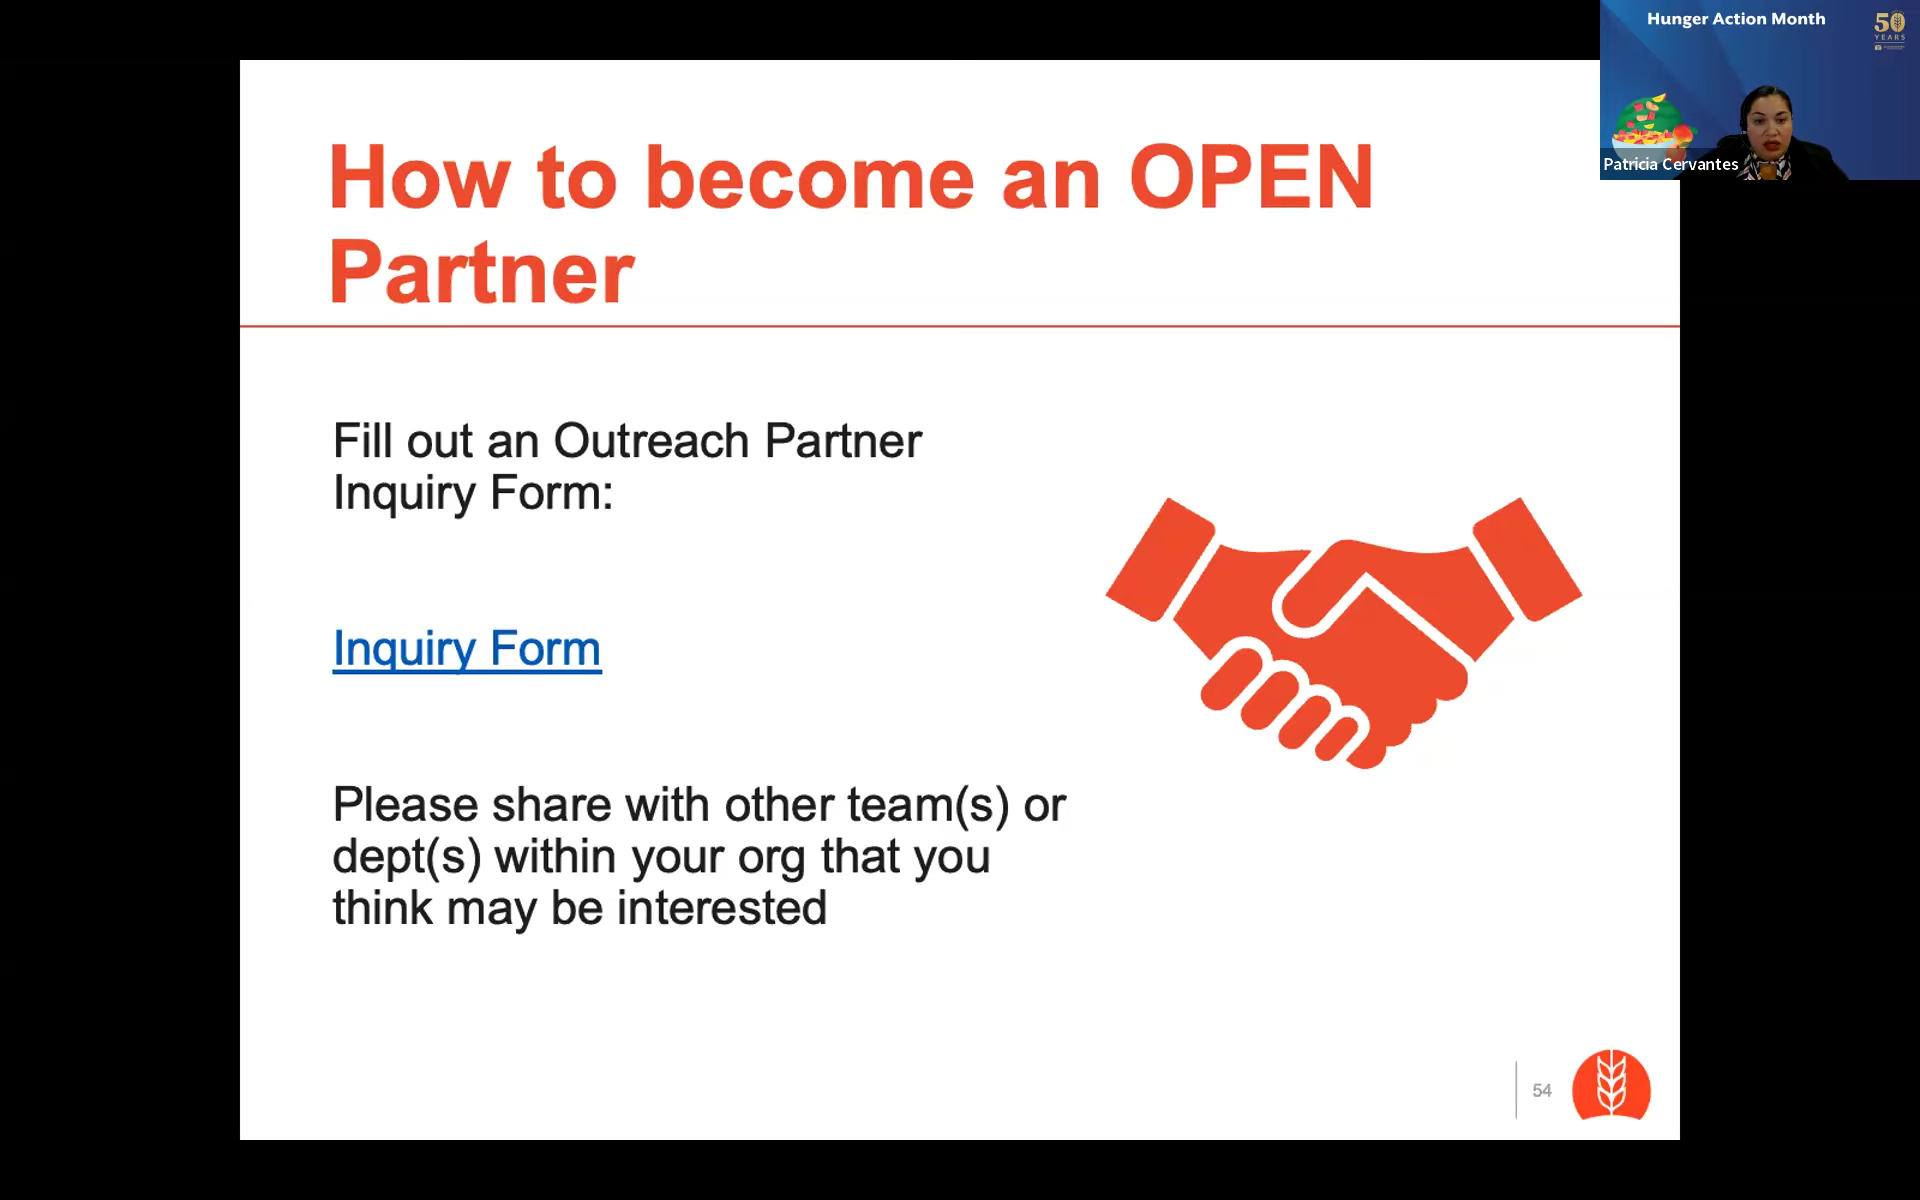 Hunger Action Month
50
YEARS
Patricia Cervantes
How to become an OPEN
Partner
Fill out an Outreach Partner
Inquiry Form:
Inquiry Form
Please share with other team(s) or
dept(s) within your org that you
think may be interested
54